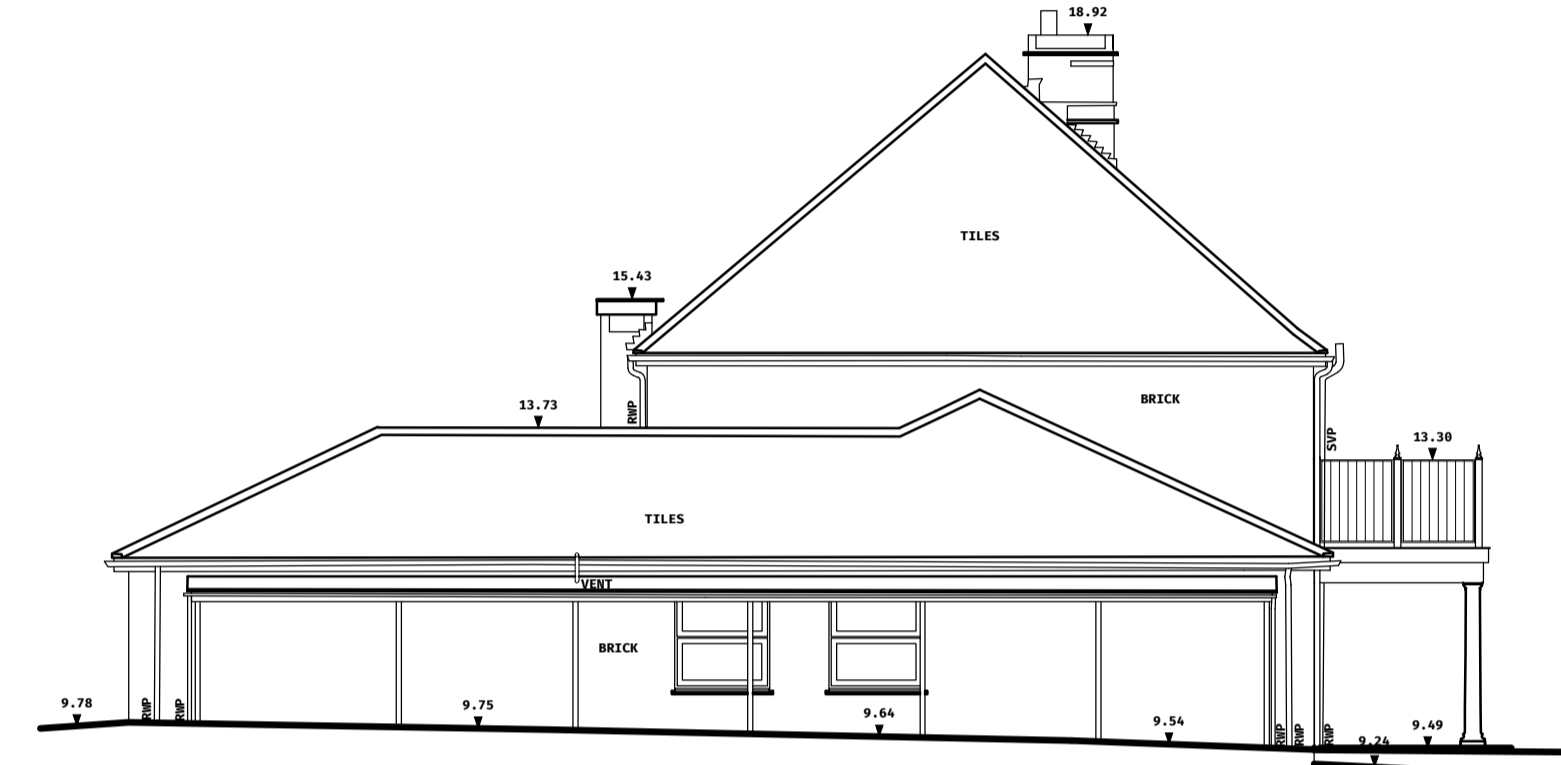 18.92
TILES
15.43
BRICK
13.73
RWP
SVP
13.30
TILES
VENT
BRICK
9.78
RWP
RWP
9.75
9.64
9.54
RWP
RWP
RWP
9.49
9.24